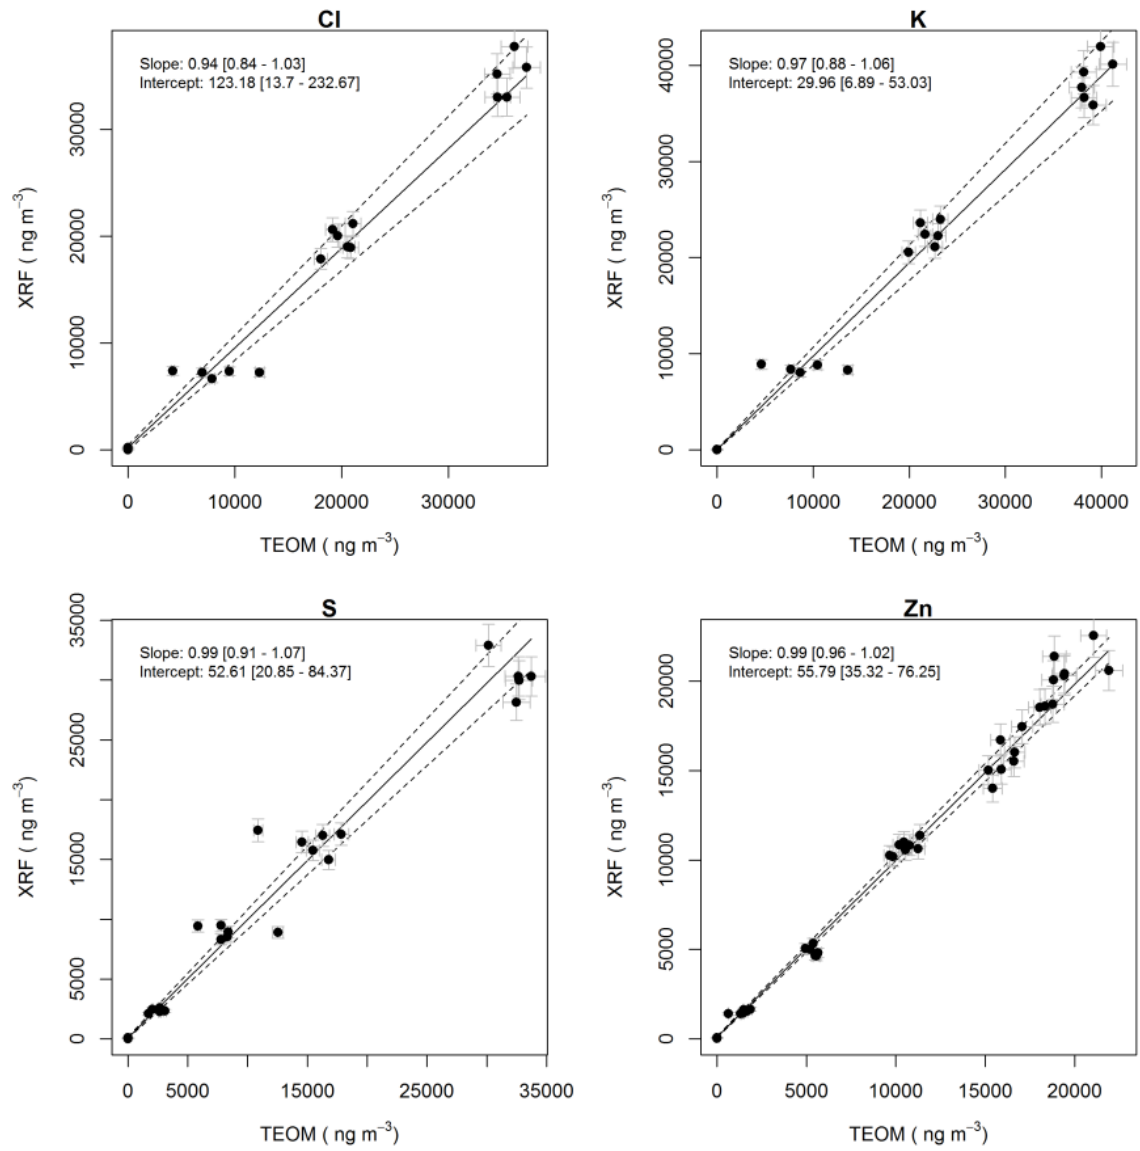 Cl
Slope: 0.94 [0.84 - 1.03]
Intercept: 123.18 [13.7 - 232.67]
XRF ( ng m⁻³)
0
10000
20000
30000
0 10000 20000 30000
TEOM ( ng m⁻³)
K
Slope: 0.97 [0.88 - 1.06]
Intercept: 29.96 [6.89 - 53.03]
XRF ( ng m⁻³)
0
10000
20000
30000
40000
0 10000 20000 30000 40000
TEOM ( ng m⁻³)
S
Slope: 0.99 [0.91 - 1.07]
Intercept: 52.61 [20.85 - 84.37]
XRF ( ng m⁻³)
0
5000
15000
25000
35000
0 5000 15000 25000 35000
TEOM ( ng m⁻³)
Zn
Slope: 0.99 [0.96 - 1.02]
Intercept: 55.79 [35.32 - 76.25]
XRF ( ng m⁻³)
0
5000
10000
15000
20000
0 5000 10000 15000 20000
TEOM ( ng m⁻³)